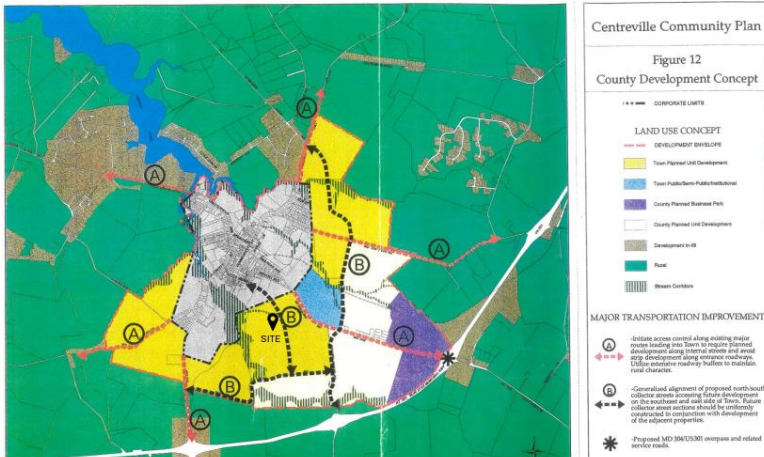 Centreville Community Plan
Figure 12
County Development Concept
CORPORATE LIMITS
LAND USE CONCEPT
DEVELOPMENT ENVELOPE
Town Planned Unit Development
Town Public/Semi-Public/Institutional
County Planned Business Park
County Planned Unit Development
Development In-fill
Rural
Stream Corridors
MAJOR TRANSPORTATION IMPROVEMENT
A
-Initiate access control along existing major
routes leading into Town to require planned
development along internal streets and avoid
strip development along entrance roadways.
Utilize extensive roadway buffers to maintain
rural character.
B
-Generalized alignment of proposed north/south
collector streets accessing future development
on the southeast and east side of Town. Future
collector street sections should be uniformly
constructed in conjunction with development
of the adjacent properties.
-Proposed MD 304/US301 overpass and related
service roads.
A
A
A
B
B
SITE
A
A
B
A